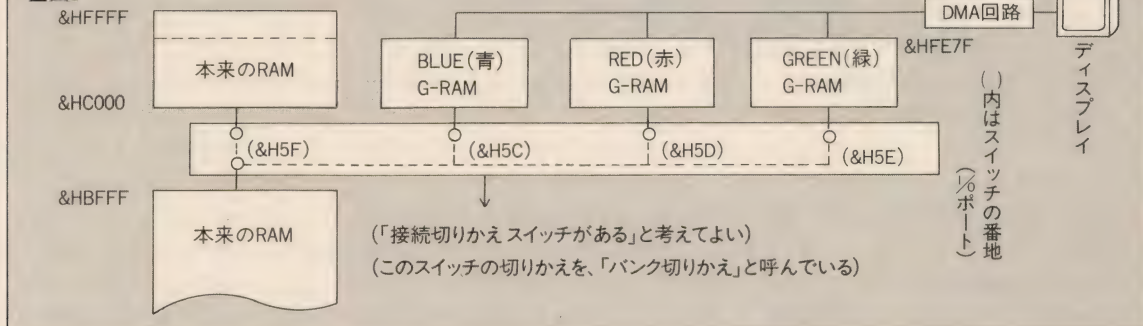 &HFFFF
本来のRAM
&HC000
BLUE(青)
G-RAM
RED(赤)
G-RAM
GREEN(緑)
G-RAM
DMA回路
&HFE7F
ディスプレイ
( )内はスイッチの番地
(I/Oポート)
(&H5F)
(&H5C)
(&H5D)
(&H5E)
&HBFFF
本来のRAM
(「接続切りかえスイッチがある」と考えてよい)
(このスイッチの切りかえを、「バンク切りかえ」と呼んでいる)